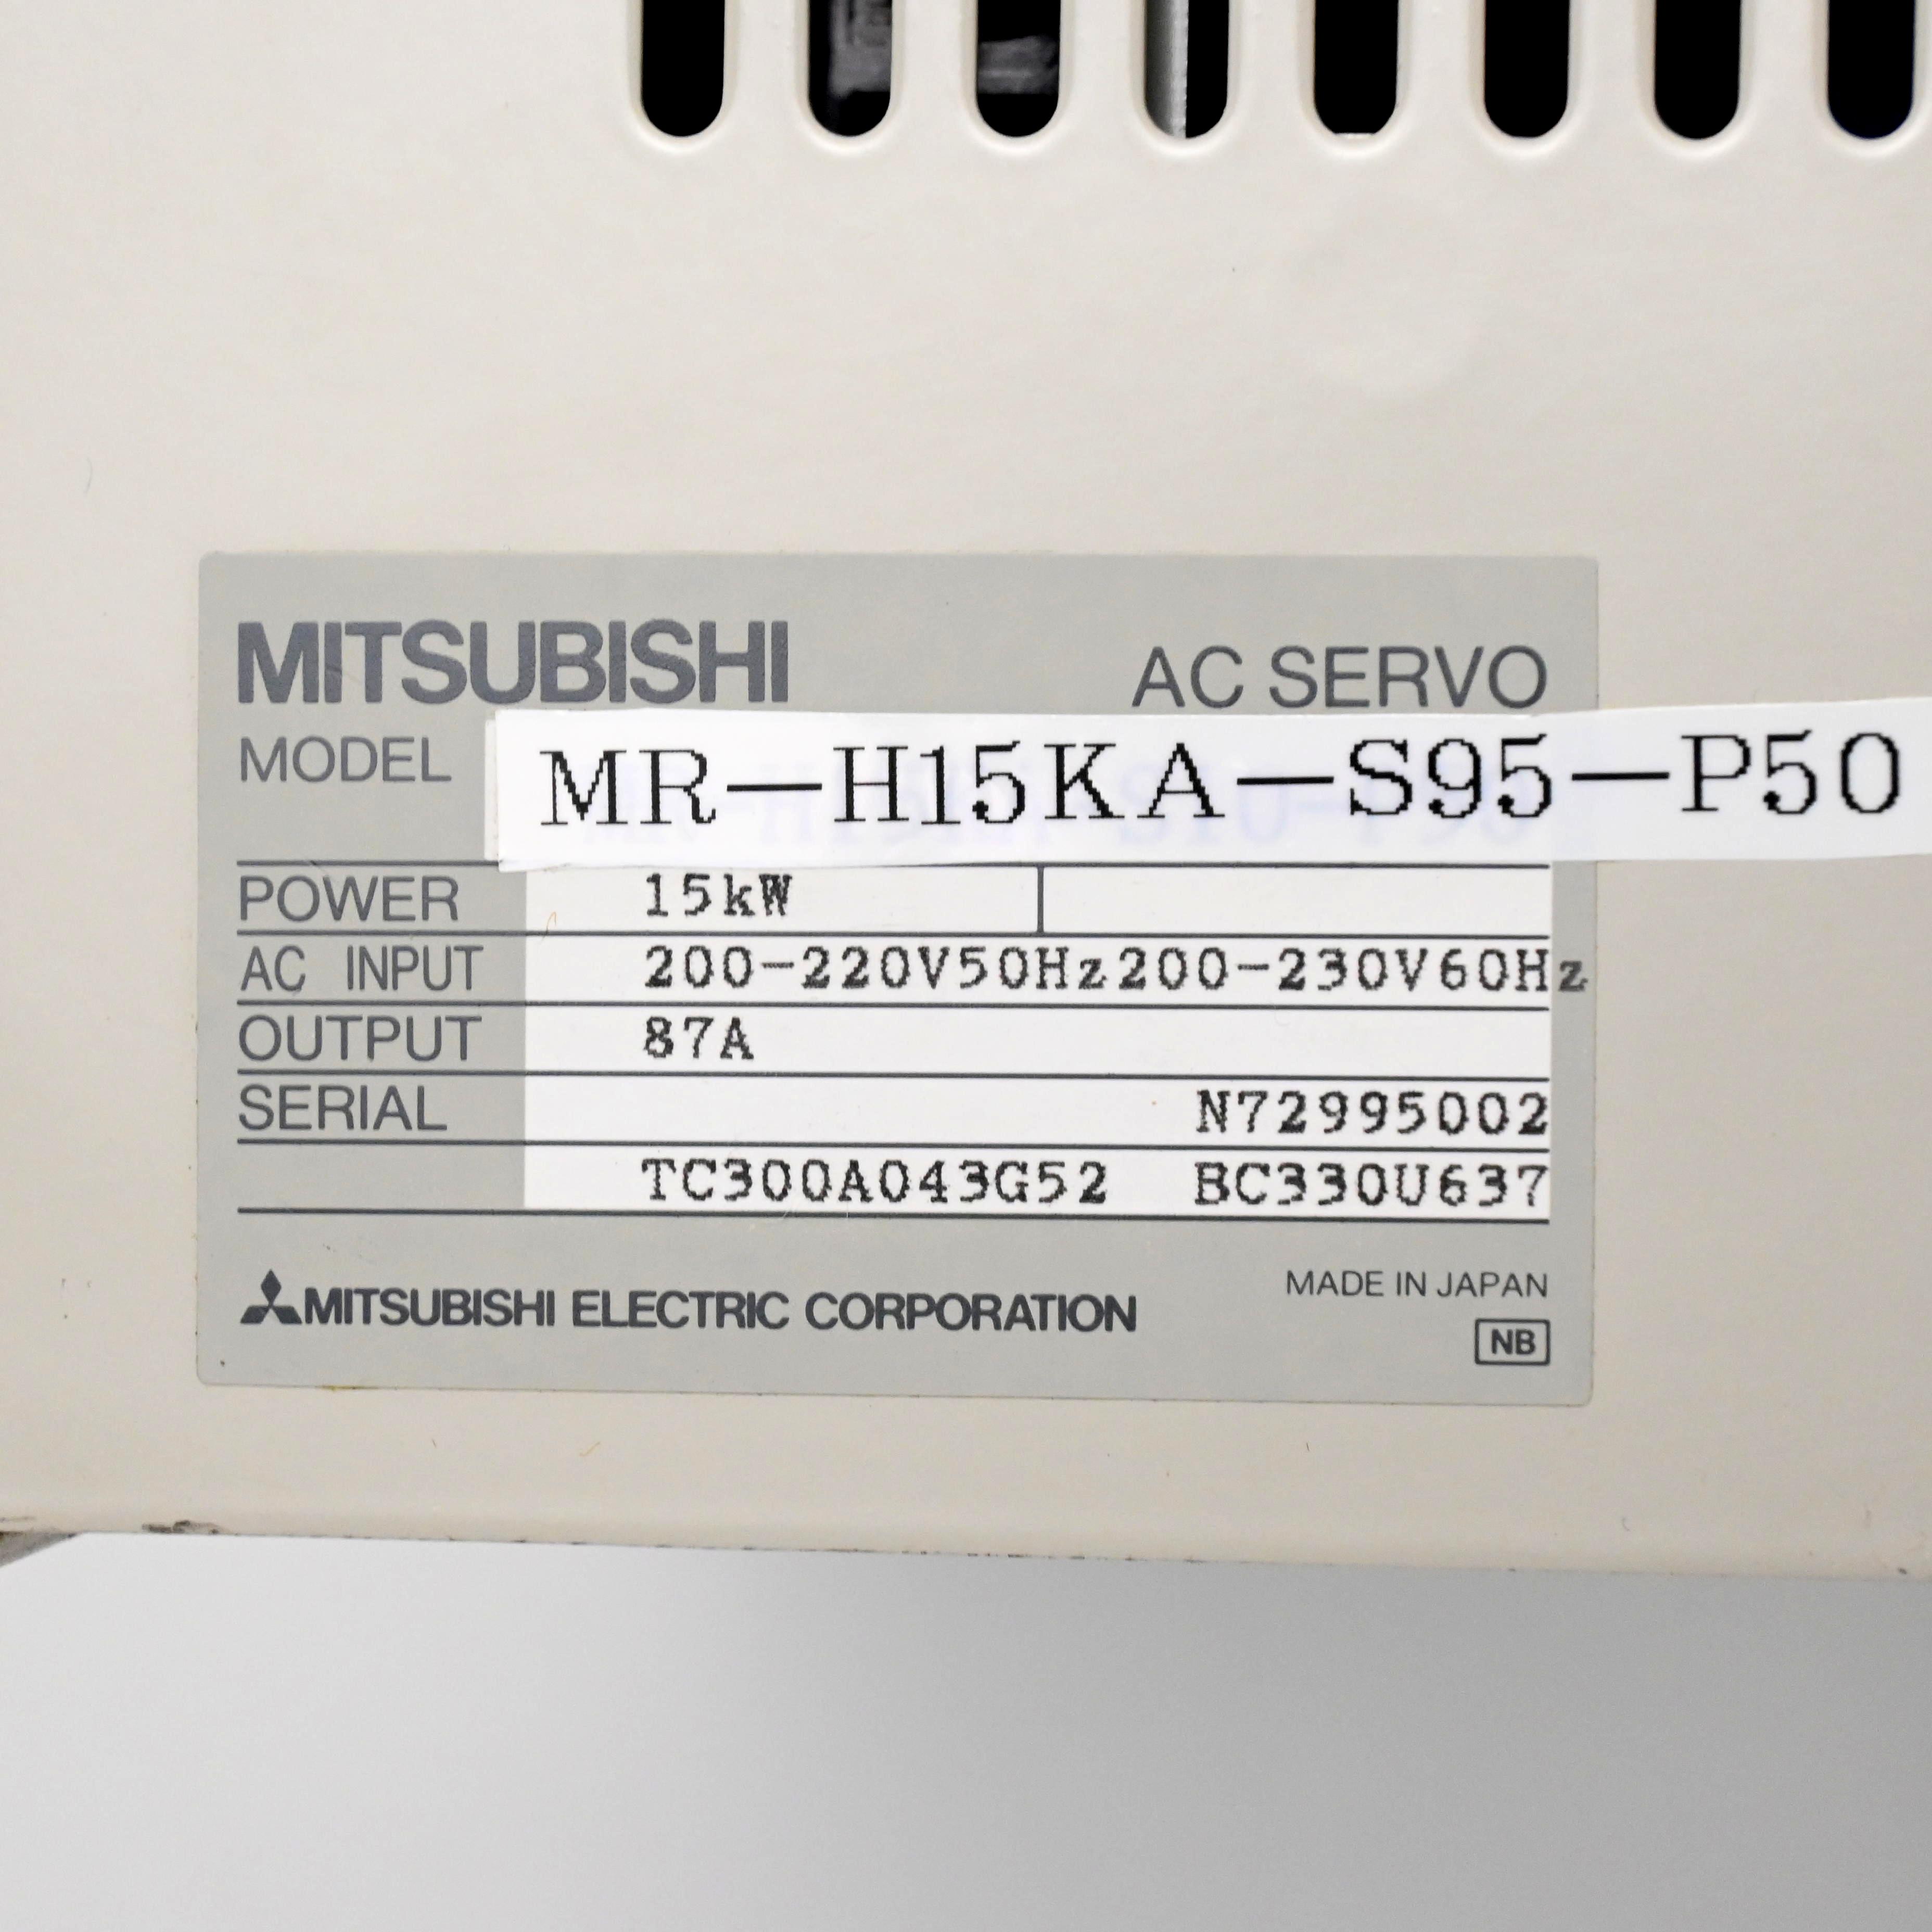 MITSUBISHI
AC SERVO
MODEL MR-H15KA-S95-P50
POWER 15kW
AC INPUT 200-220V50Hz200-230V60Hz
OUTPUT 87A
SERIAL N72995002
TC300A043G52 BC330U637
MITSUBISHI ELECTRIC CORPORATION
MADE IN JAPAN
NB